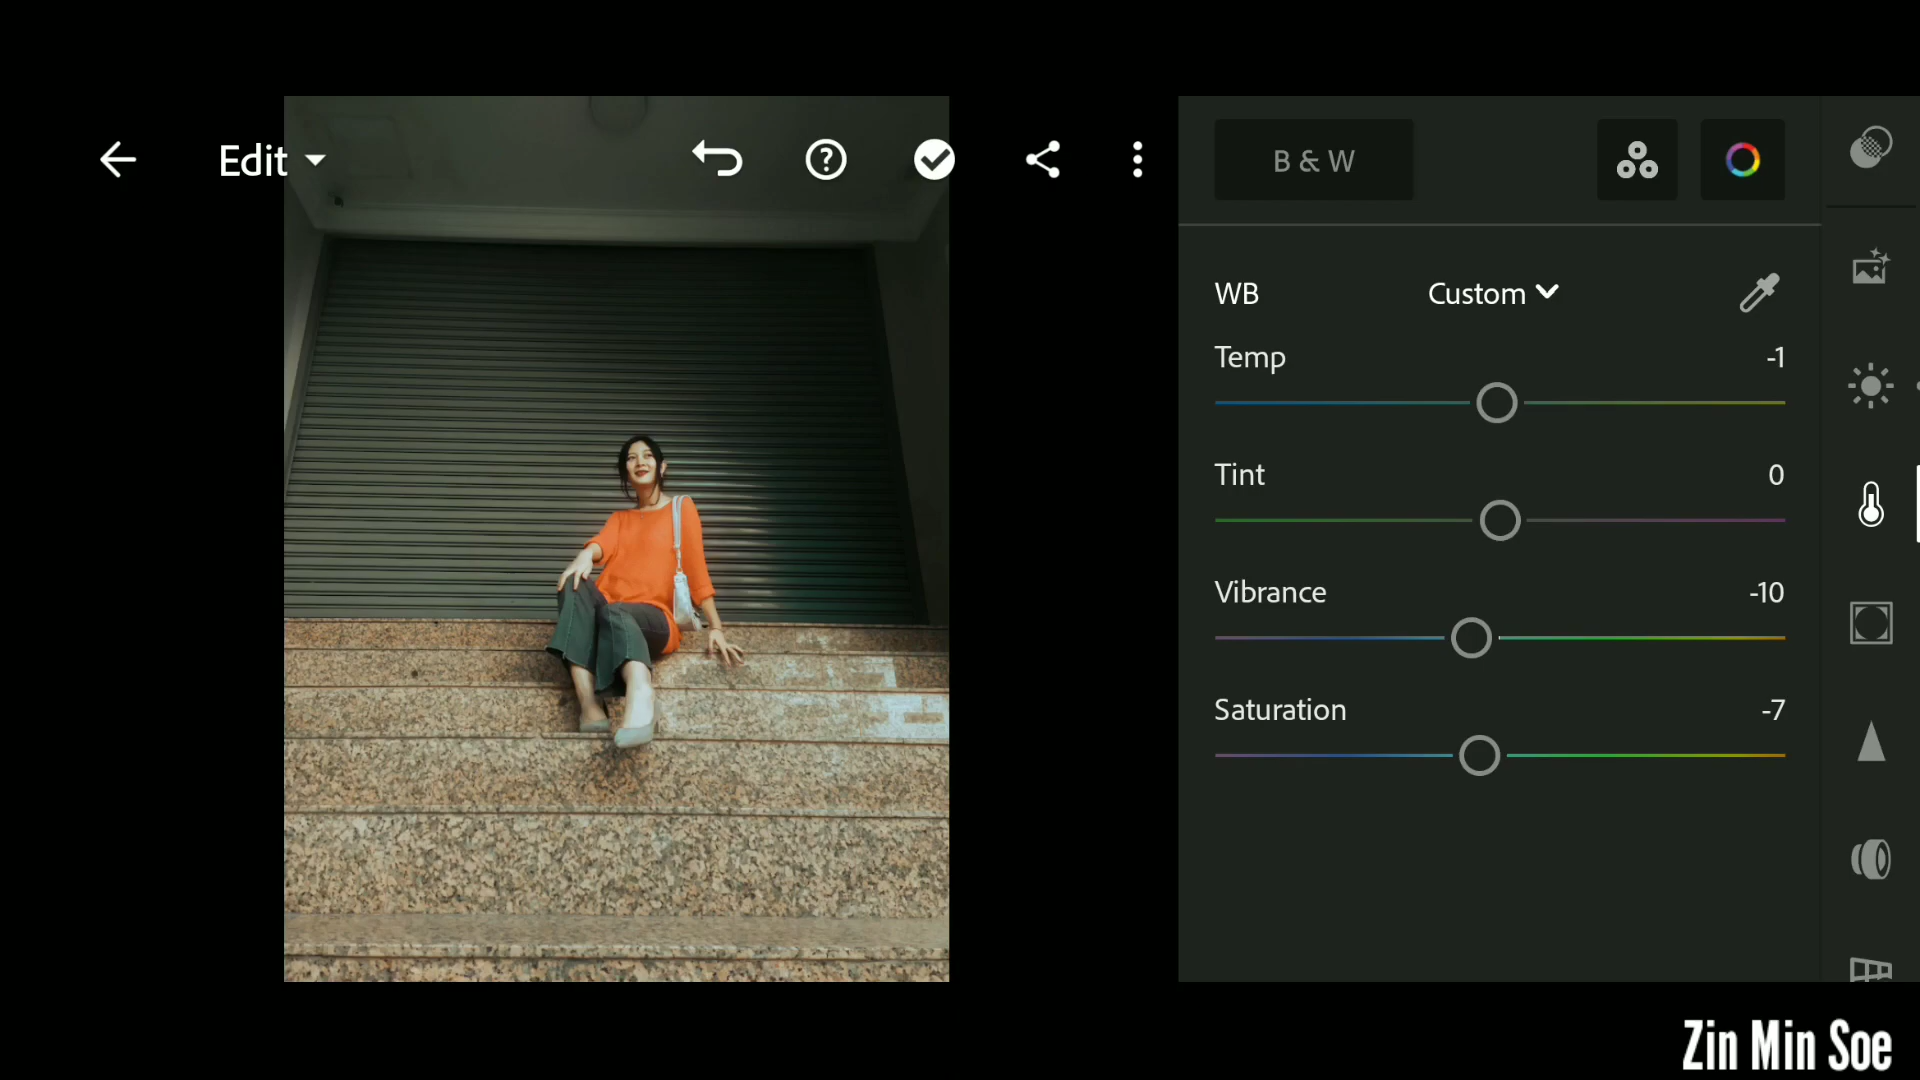 Edit
B & W
WB Custom
Temp -1
Tint 0
Vibrance -10
Saturation -7
Zin Min Soe